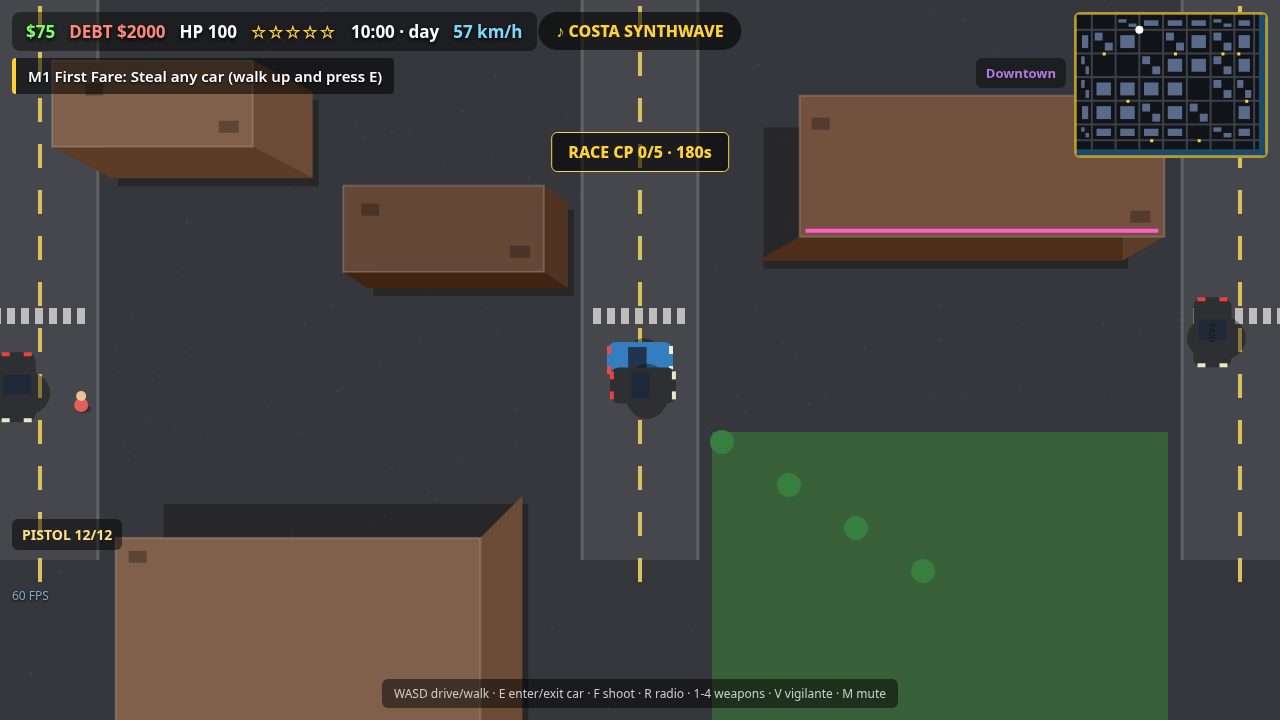 $75 DEBT $2000 HP 100 ☆☆☆☆☆ 10:00 · day 57 km/h
♪ COSTA SYNTHWAVE
M1 First Fare: Steal any car (walk up and press E)
Downtown
RACE CP 0/5 · 180s
TAXI
PISTOL 12/12
60 FPS
WASD drive/walk · E enter/exit car · F shoot · R radio · 1-4 weapons · V vigilante · M mute